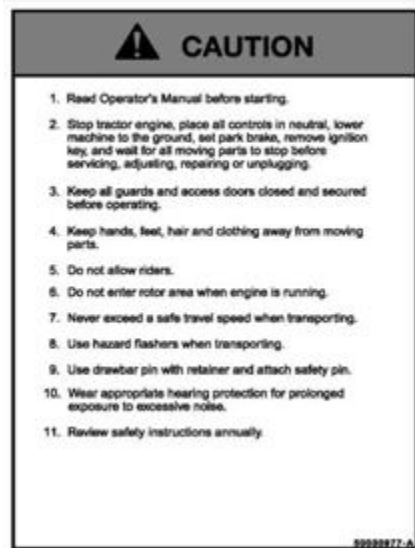 CAUTION
1. Read Operator's Manual before starting.
2. Stop tractor engine, place all controls in neutral, lower
machine to the ground, set park brake, remove ignition
key, and wait for all moving parts to stop before
servicing, adjusting, repairing or unplugging.
3. Keep all guards and access doors closed and secured
before operating.
4. Keep hands, feet, hair and clothing away from moving
parts.
5. Do not allow riders.
6. Do not enter rotor area when engine is running.
7. Never exceed a safe travel speed when transporting.
8. Use hazard flashers when transporting.
9. Use drawbar pin with retainer and attach safety pin.
10. Wear appropriate hearing protection for prolonged
exposure to excessive noise.
11. Review safety instructions annually.